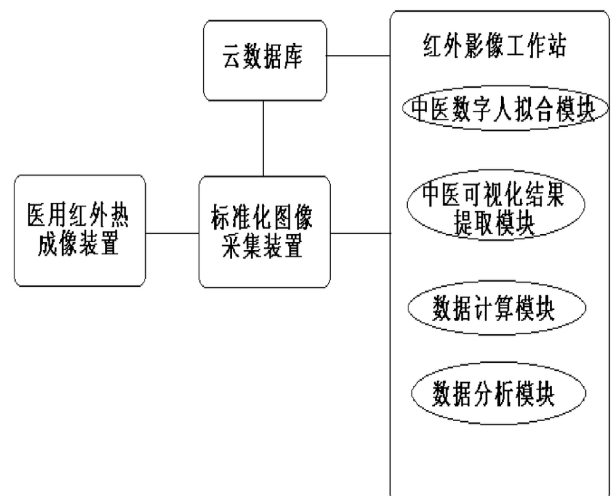 云数据库
红外影像工作站
中医数字人拟合模块
医用红外热
成像装置
标准化图像
采集装置
中医可视化结果
提取模块
数据计算模块
数据分析模块